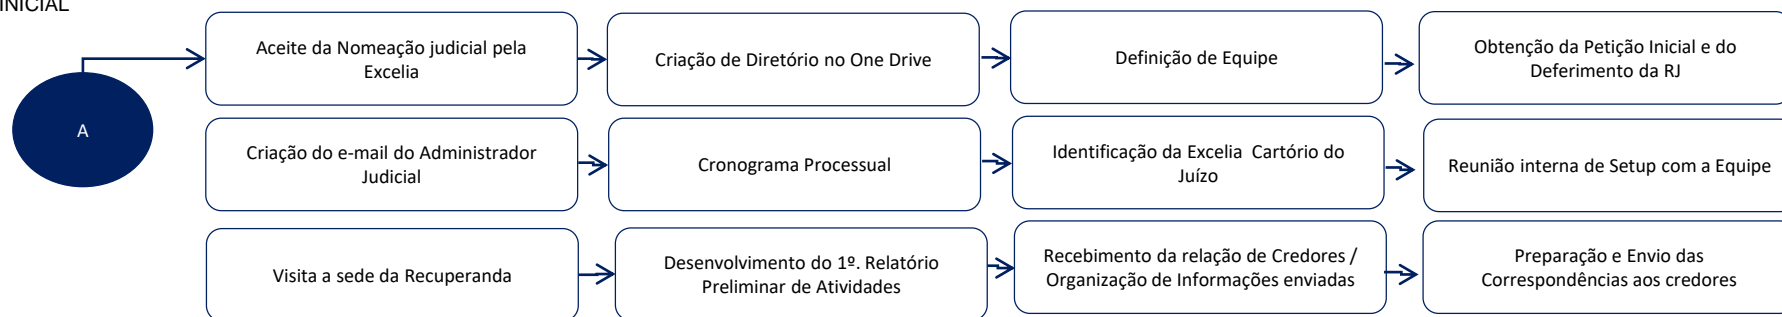 INICIAL
A
Aceite da Nomeação judicial pela
Excelia
Criação de Diretório no One Drive
Definição de Equipe
Obtenção da Petição Inicial e do
Deferimento da RJ
Criação do e-mail do Administrador
Judicial
Cronograma Processual
Identificação da Excelia Cartório do
Juízo
Reunião interna de Setup com a Equipe
Visita a sede da Recuperanda
Desenvolvimento do 1º. Relatório
Preliminar de Atividades
Recebimento da relação de Credores /
Organização de Informações enviadas
Preparação e Envio das
Correspondências aos credores